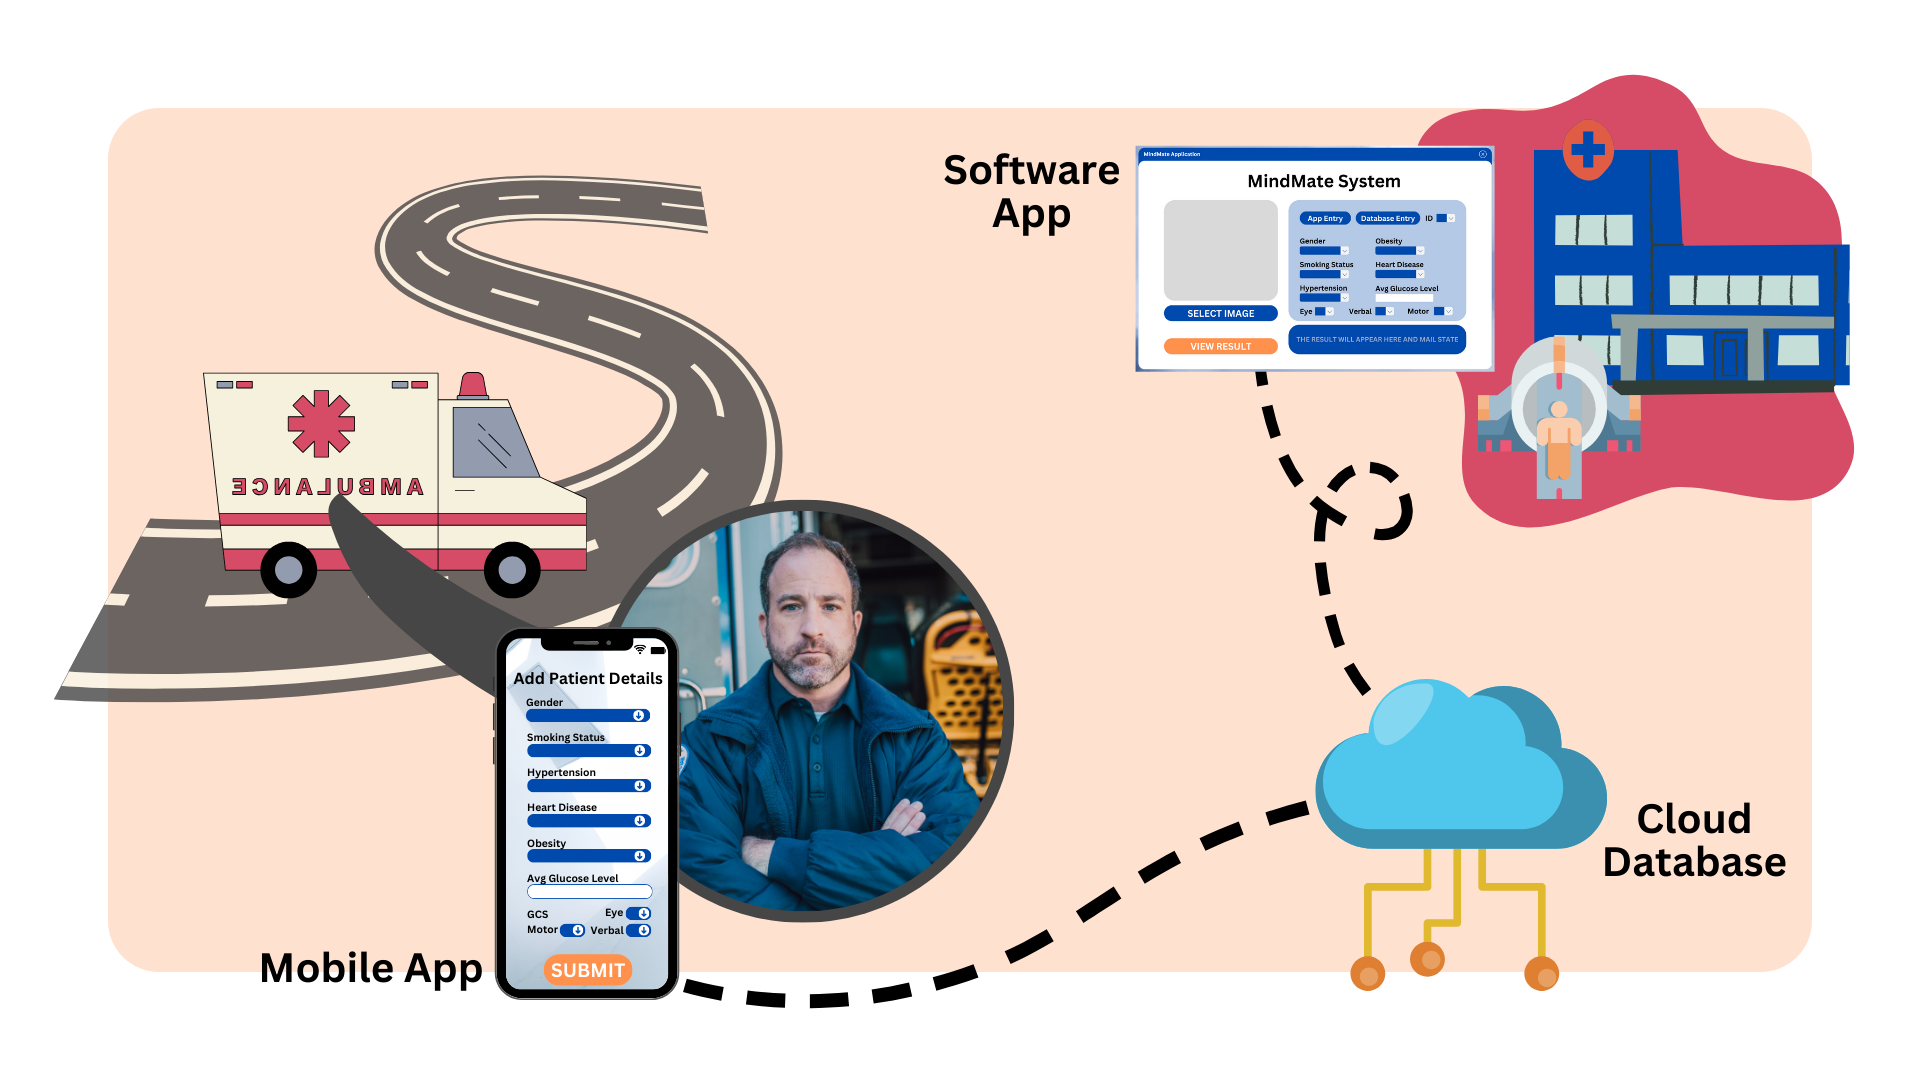 Software
App
MindMate Application
MindMate System
App Entry Database Entry ID
Gender Obesity
Smoking Status Heart Disease
Hypertension Avg Glucose Level
Eye Verbal Motor
SELECT IMAGE
THE RESULT WILL APPEAR HERE AND MAIL STATE
VIEW RESULT
AMBULANCE
Add Patient Details
Gender
Smoking Status
Hypertension
Heart Disease
Obesity
Avg Glucose Level
GCS Eye
Motor Verbal
SUBMIT
Mobile App
Cloud
Database